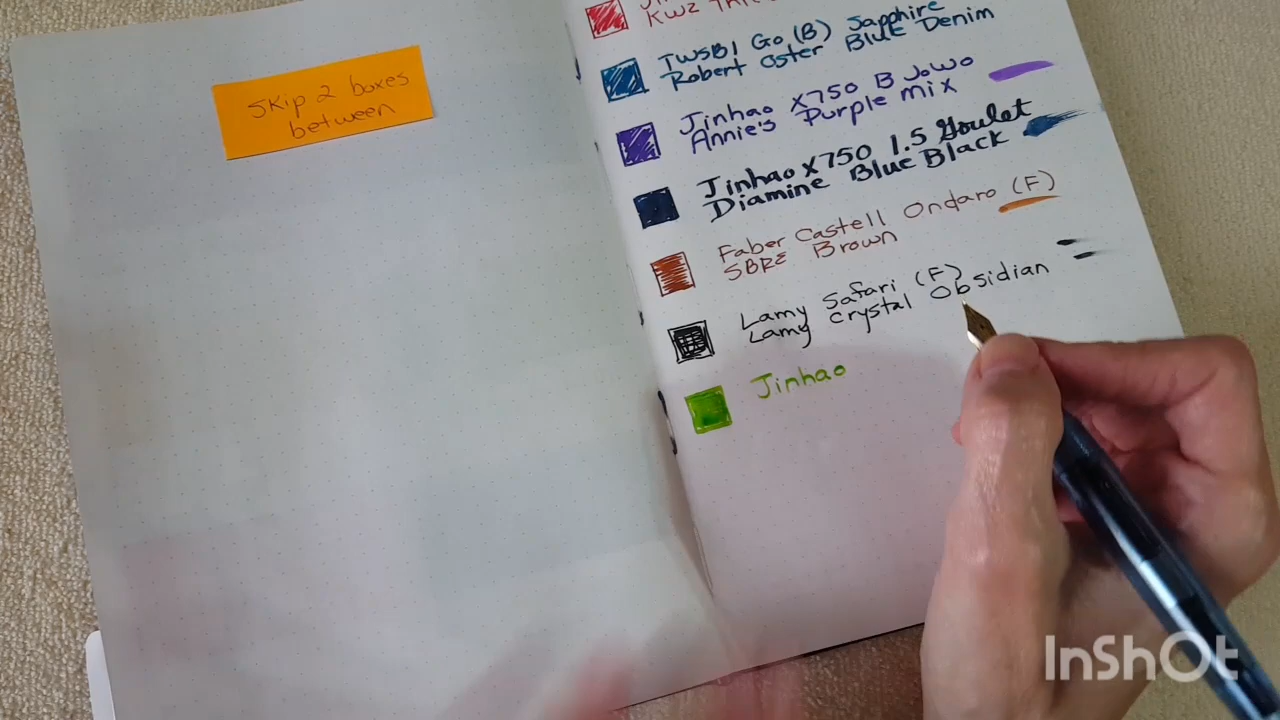 Skip 2 boxes
between
KWZ
TWSBI Go (B) Sapphire
Robert Oster Blue Denim
Jinhao X750 B JoWo
Annie's Purple Mix
Jinhao X750 1.5 Goulet
Diamine Blue Black
Faber Castell Ondoro (F)
SBRE Brown
Lamy Safari (F)
Lamy Crystal Obsidian
Jinhao
InShOt